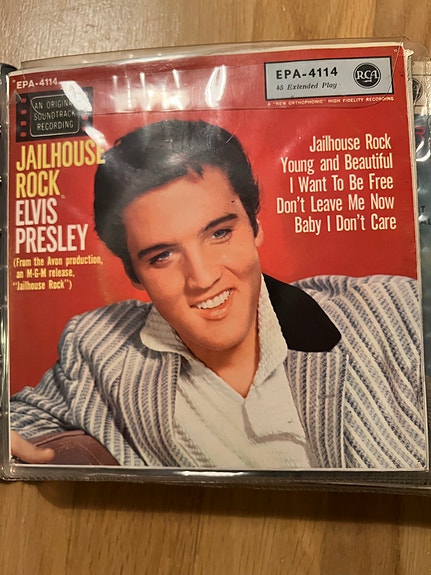 EPA-4114
AN ORIGINAL
SOUNDTRACK
RECORDING
JAILHOUSE
ROCK
ELVIS
PRESLEY
(From the Avon production,
an M-G-M release,
"Jailhouse Rock")
EPA-4114
45 Extended Play
RCA
A "NEW ORTHOPHONIC" HIGH FIDELITY RECORDING
Jailhouse Rock
Young and Beautiful
I Want To Be Free
Don't Leave Me Now
Baby I Don't Care